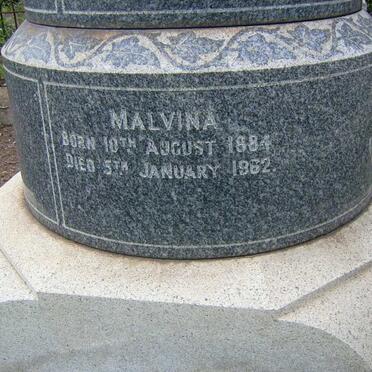 MALVINA
BORN 10TH AUGUST 1884
DIED 5TH JANUARY 1962.